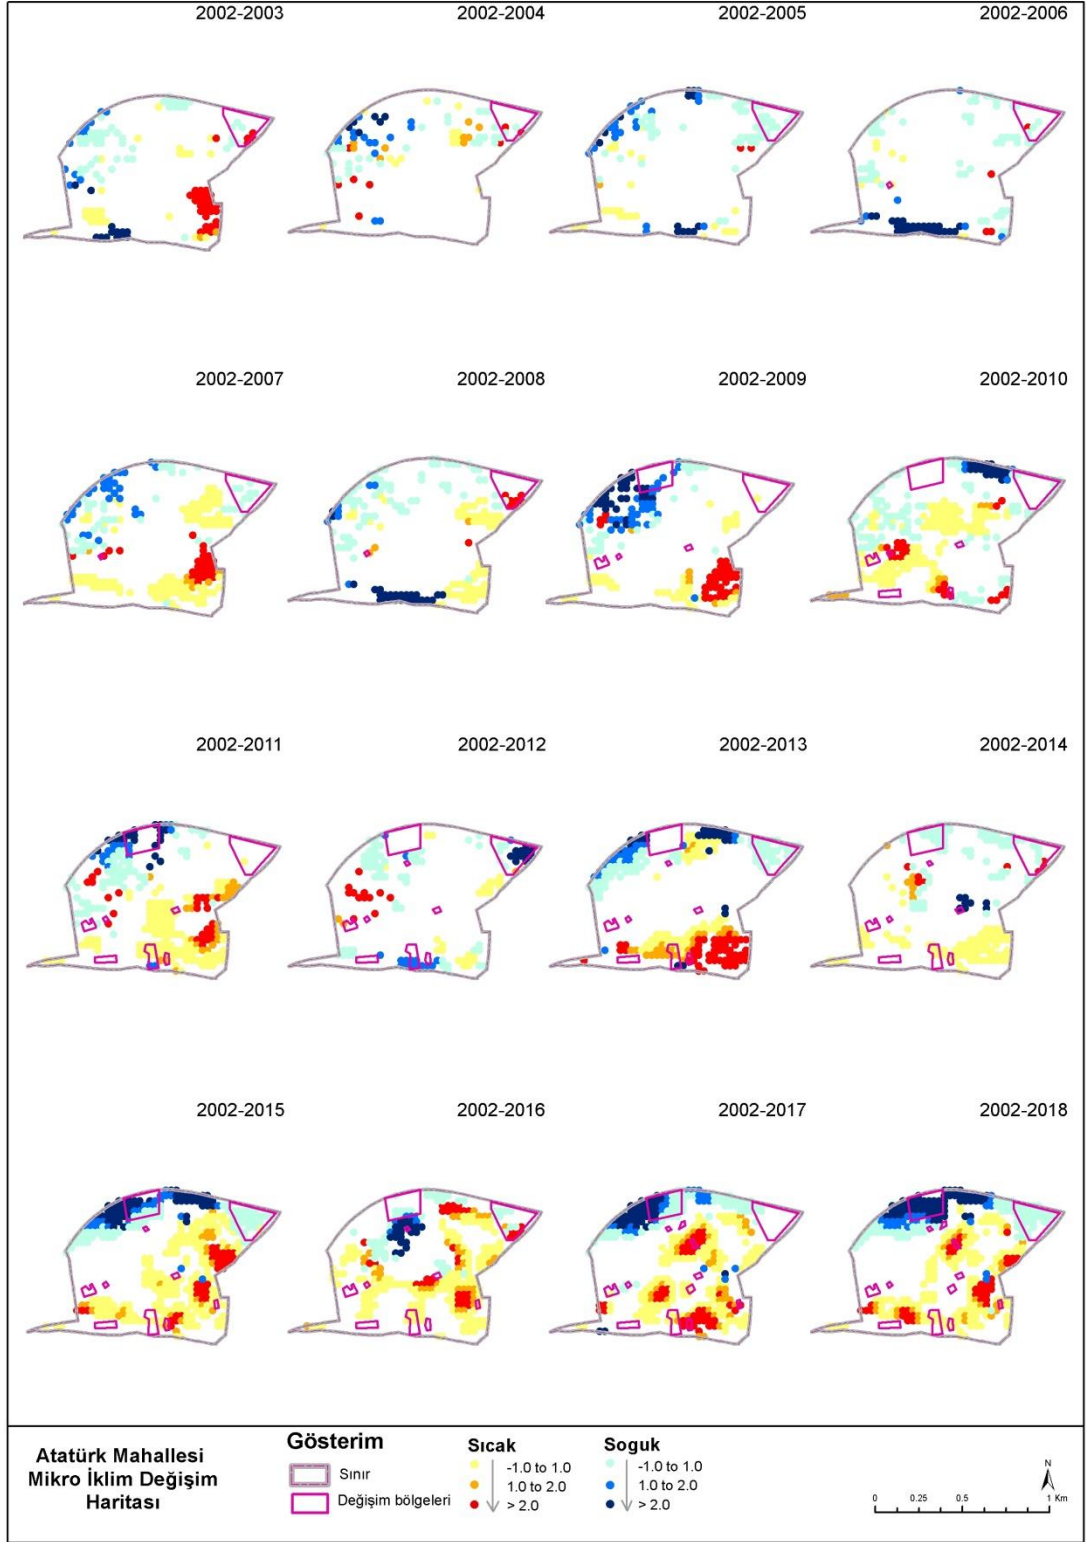 2002-2003 2002-2004 2002-2005 2002-2006
2002-2007 2002-2008 2002-2009 2002-2010
2002-2011 2002-2012 2002-2013 2002-2014
2002-2015 2002-2016 2002-2017 2002-2018
Atatürk Mahallesi
Mikro İklim Değişim
Haritası
Gösterim
Sınır
Değişim bölgeleri
Sıcak
-1.0 to 1.0
1.0 to 2.0
> 2.0
Soguk
-1.0 to 1.0
1.0 to 2.0
> 2.0
N
0 0.25 0.5 1 Km